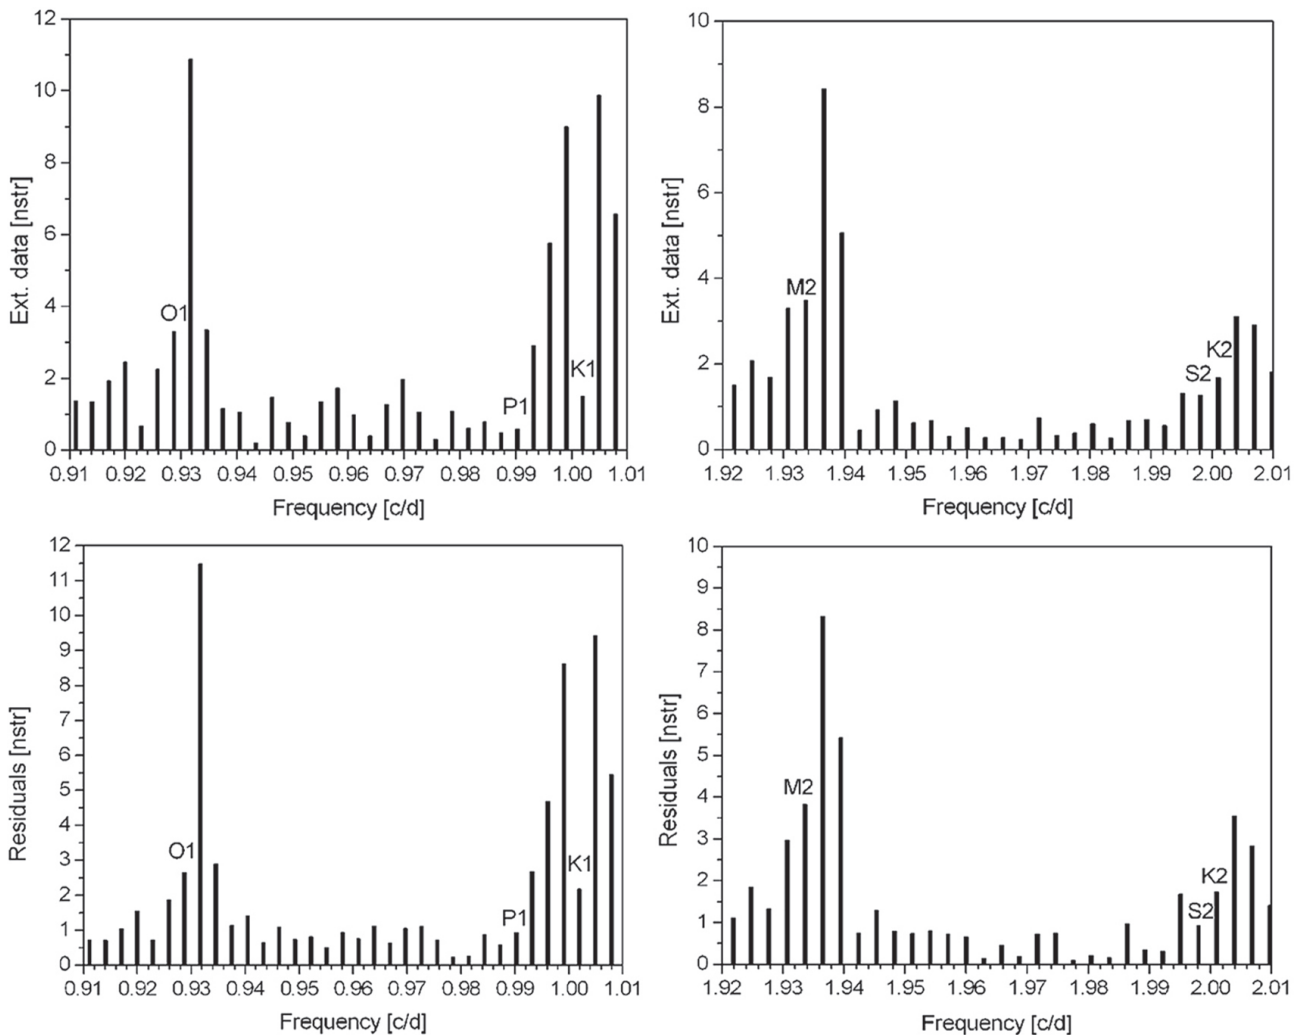 12
10
8
6
4
2
0
Ext. data [nstr]
O1
P1
K1
0.91 0.92 0.93 0.94 0.95 0.96 0.97 0.98 0.99 1.00 1.01
Frequency [c/d]
10
8
6
4
2
0
Ext. data [nstr]
M2
S2
K2
1.92 1.93 1.94 1.95 1.96 1.97 1.98 1.99 2.00 2.01
Frequency [c/d]
12
11
10
9
8
7
6
5
4
3
2
1
0
Residuals [nstr]
O1
P1
K1
0.91 0.92 0.93 0.94 0.95 0.96 0.97 0.98 0.99 1.00 1.01
Frequency [c/d]
10
9
8
7
6
5
4
3
2
1
0
Residuals [nstr]
M2
S2
K2
1.92 1.93 1.94 1.95 1.96 1.97 1.98 1.99 2.00 2.01
Frequency [c/d]